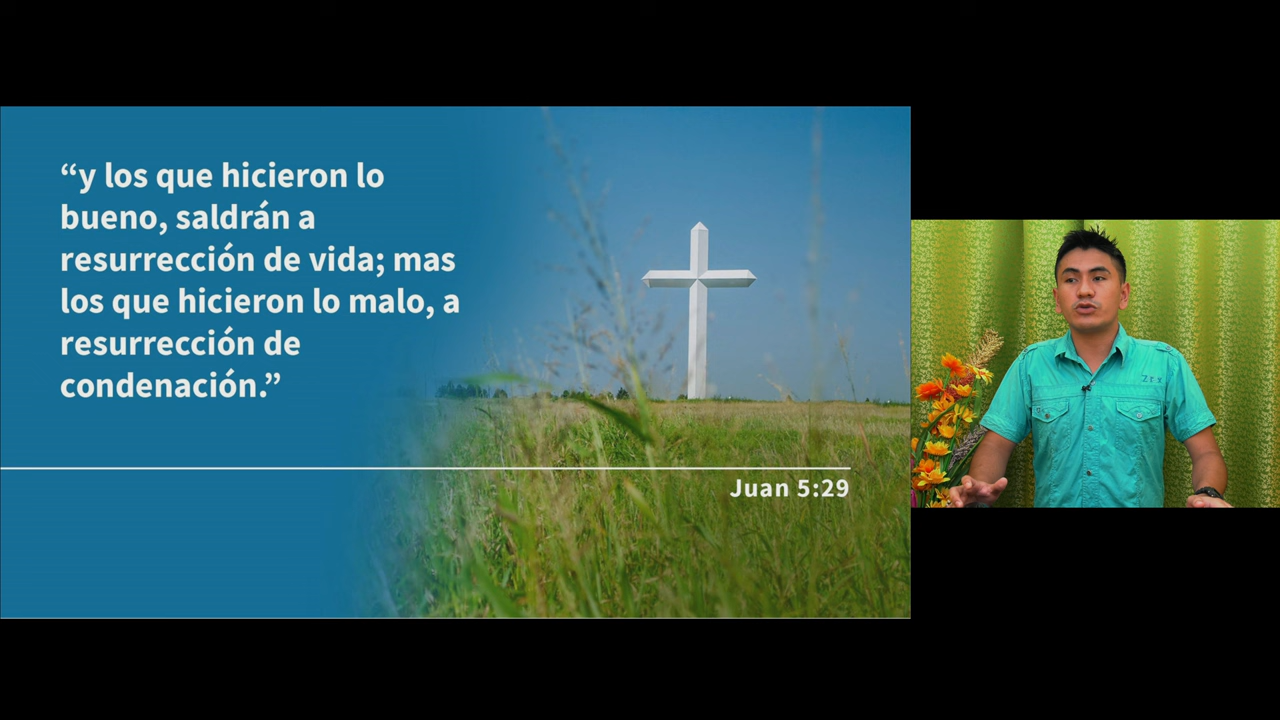 “y los que hicieron lo
bueno, saldrán a
resurrección de vida; mas
los que hicieron lo malo, a
resurrección de
condenación.”
Juan 5:29